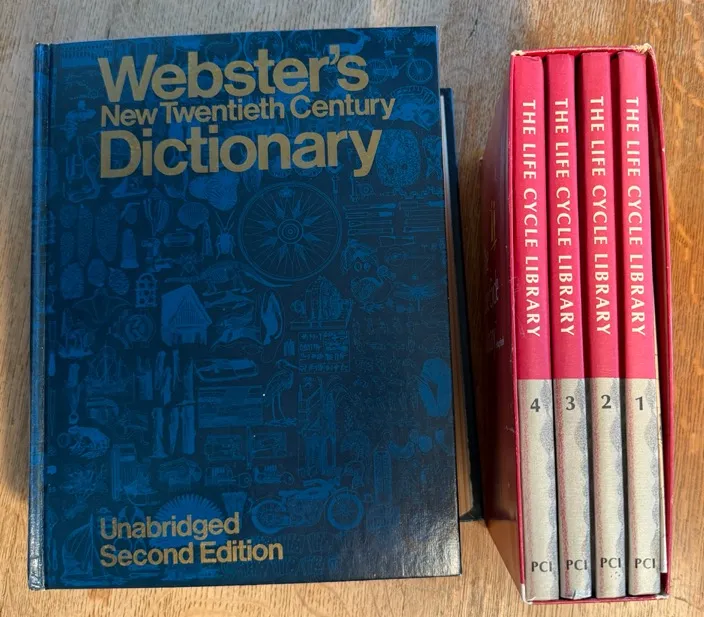 Webster's
New Twentieth Century
Dictionary
Unabridged
Second Edition
THE LIFE CYCLE LIBRARY
4
PCI
THE LIFE CYCLE LIBRARY
3
PCI
THE LIFE CYCLE LIBRARY
2
PCI
THE LIFE CYCLE LIBRARY
1
PCI